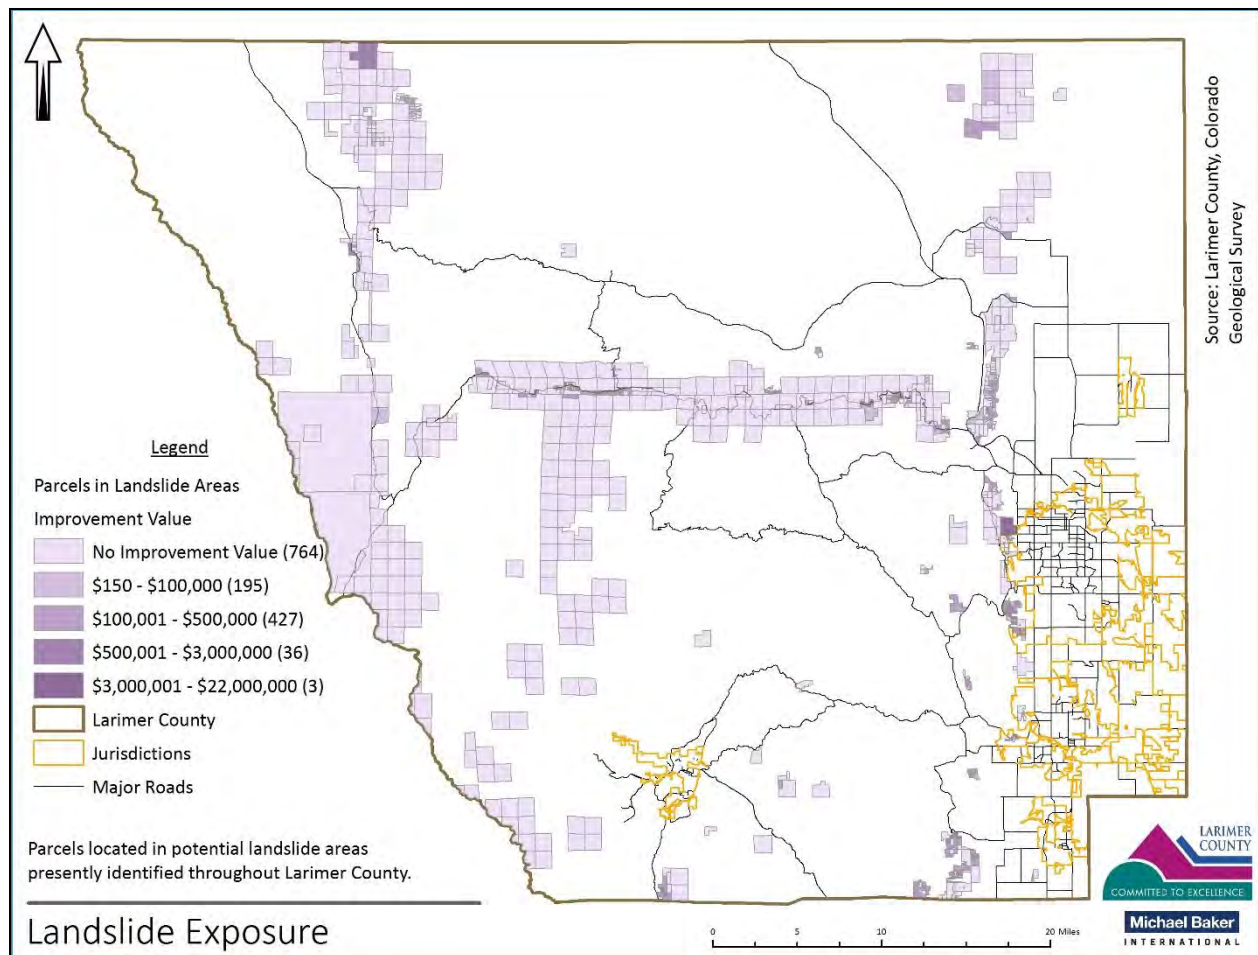 Source: Larimer County, Colorado
Geological Survey
Legend
Parcels in Landslide Areas
Improvement Value
No Improvement Value (764)
$150 - $100,000 (195)
$100,001 - $500,000 (427)
$500,001 - $3,000,000 (36)
$3,000,001 - $22,000,000 (3)
Larimer County
Jurisdictions
Major Roads
Parcels located in potential landslide areas
presently identified throughout Larimer County.
Landslide Exposure
0 5 10 20 Miles
LARIMER
COUNTY
COMMITTED TO EXCELLENCE
Michael Baker
INTERNATIONAL